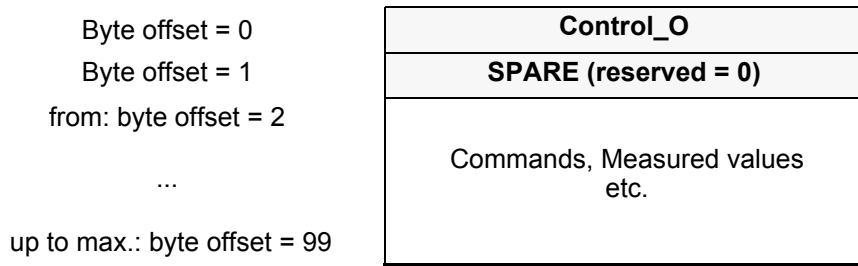 Byte offset = 0 Control_O
Byte offset = 1 SPARE (reserved = 0)
from: byte offset = 2
Commands, Measured values
...
etc.
up to max.: byte offset = 99